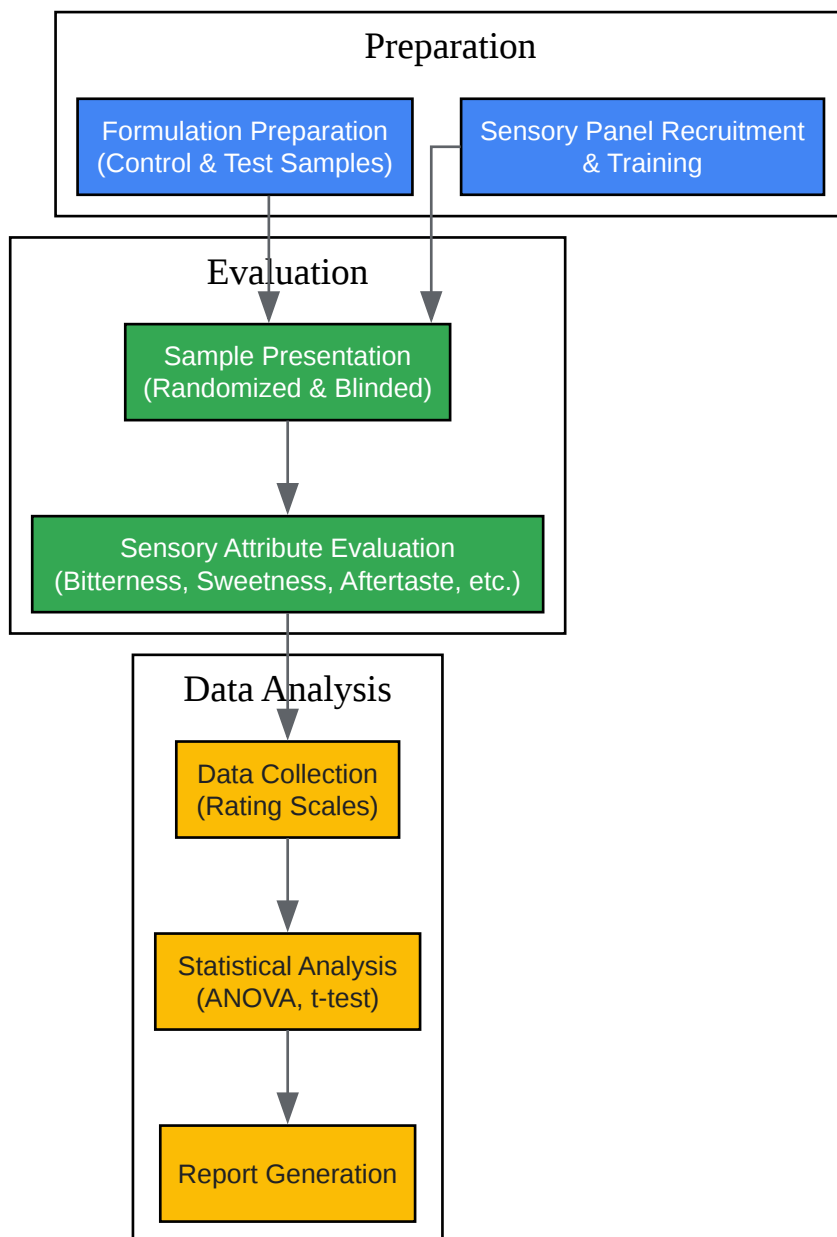 Preparation
Formulation Preparation
(Control & Test Samples)
Sensory Panel Recruitment
& Training
Evaluation
Sample Presentation
(Randomized & Blinded)
Sensory Attribute Evaluation
(Bitterness, Sweetness, Aftertaste, etc.)
Data Analysis
Data Collection
(Rating Scales)
Statistical Analysis
(ANOVA, t-test)
Report Generation